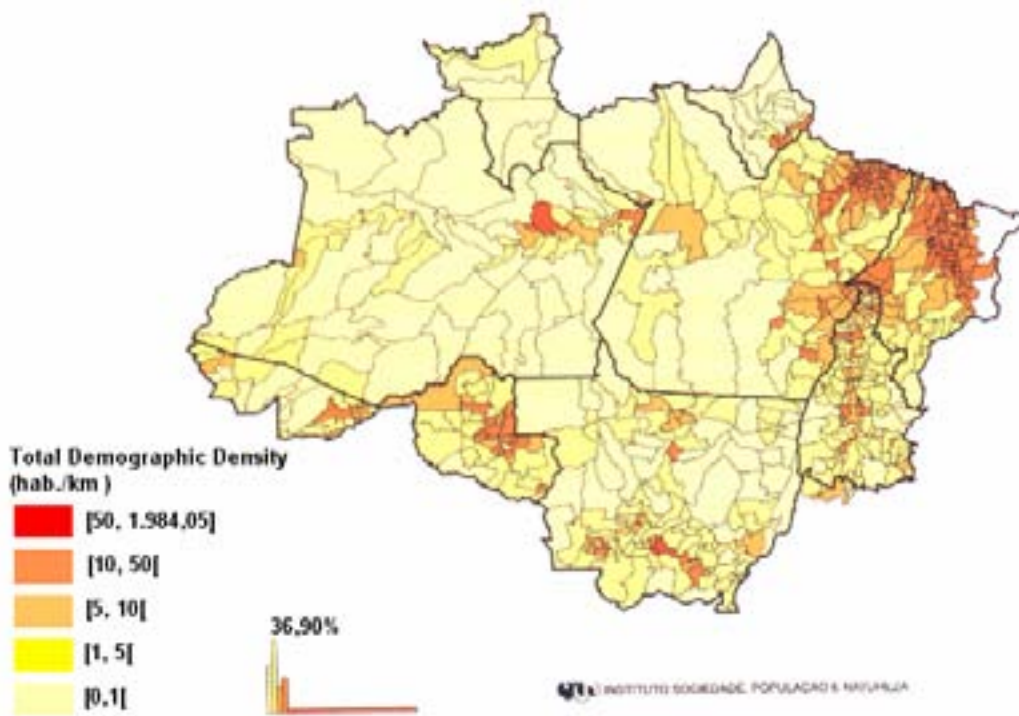 Total Demographic Density
(hab./km )
[50, 1.984,05]
[10, 50[
[5, 10[
[1, 5[
[0,1[
36,90%
INSTITUTO SOCIEDADE, POPULAÇÃO & NATUREZA